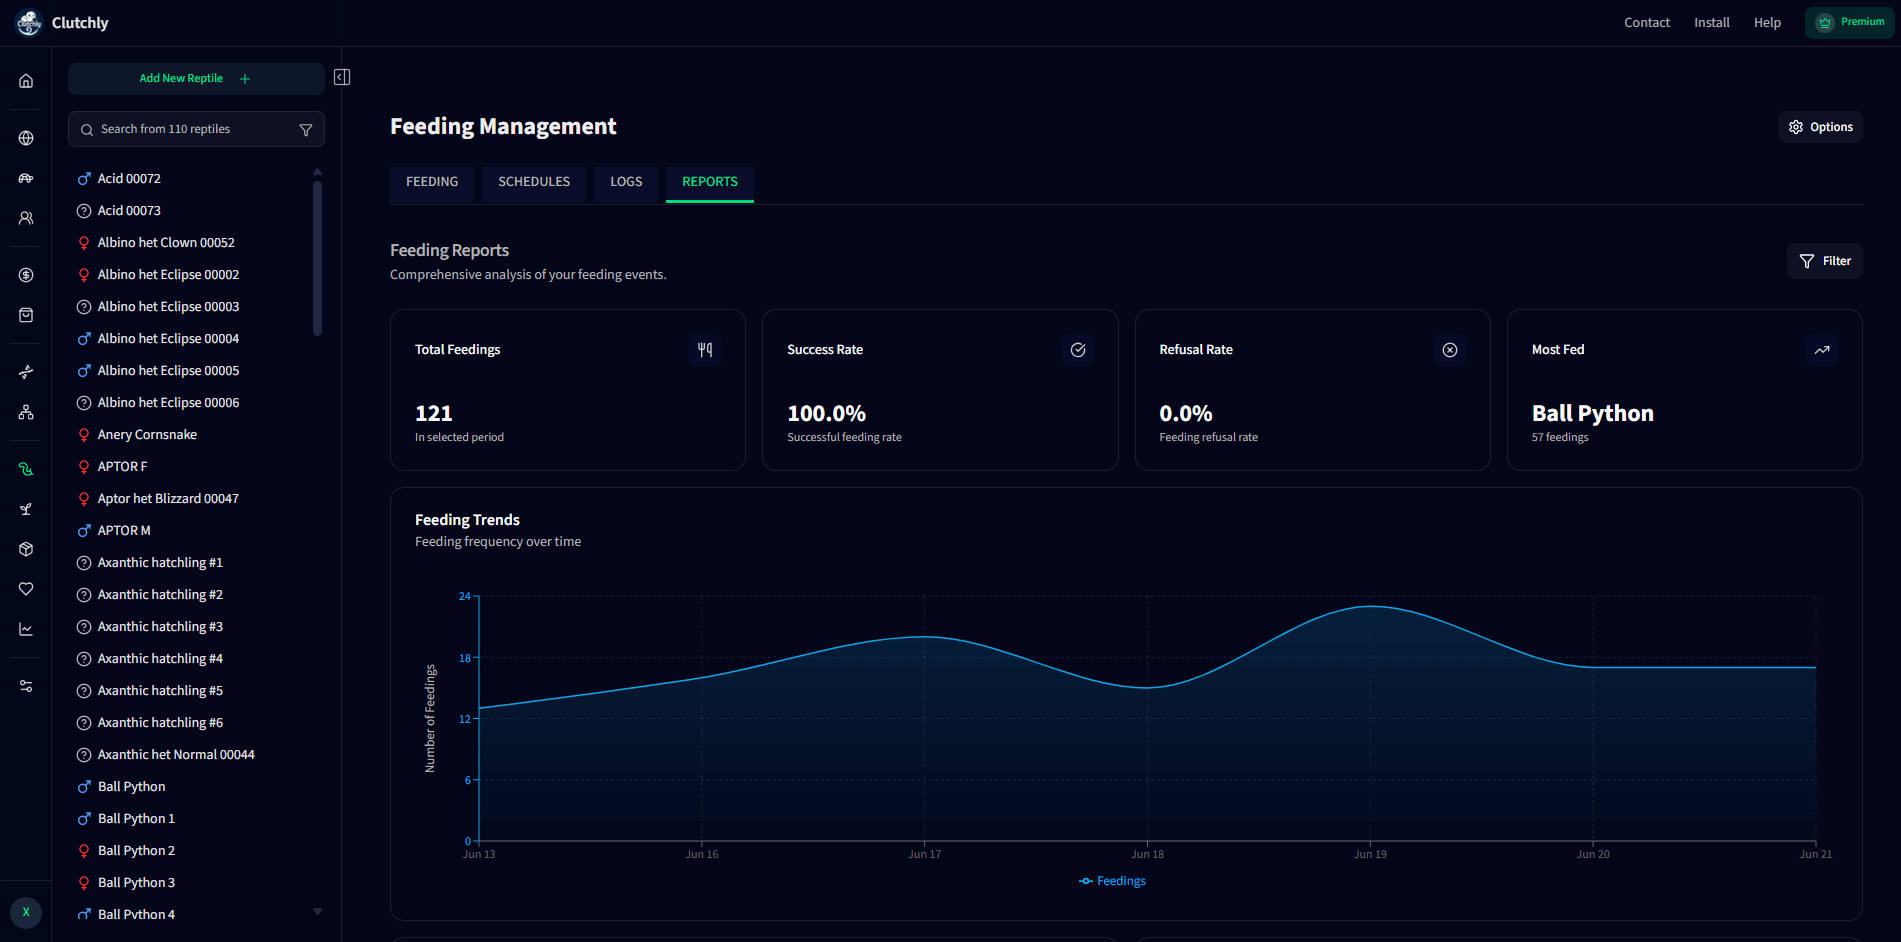 Clutchly
Contact
Install
Help
Premium
Add New Reptile
Search from 110 reptiles
Acid 00072
Acid 00073
Albino het Clown 00052
Albino het Eclipse 00002
Albino het Eclipse 00003
Albino het Eclipse 00004
Albino het Eclipse 00005
Albino het Eclipse 00006
Anery Cornsnake
APTOR F
Aptor het Blizzard 00047
APTOR M
Axanthic hatchling #1
Axanthic hatchling #2
Axanthic hatchling #3
Axanthic hatchling #4
Axanthic hatchling #5
Axanthic hatchling #6
Axanthic het Normal 00044
Ball Python
Ball Python 1
Ball Python 2
Ball Python 3
Ball Python 4
X
Feeding Management
Options
FEEDING
SCHEDULES
LOGS
REPORTS
Feeding Reports
Comprehensive analysis of your feeding events.
Filter
Total Feedings
121
In selected period
Success Rate
100.0%
Successful feeding rate
Refusal Rate
0.0%
Feeding refusal rate
Most Fed
Ball Python
57 feedings
Feeding Trends
Feeding frequency over time
Number of Feedings
24
18
12
6
0
Jun 13
Jun 16
Jun 17
Jun 18
Jun 19
Jun 20
Jun 21
Feedings